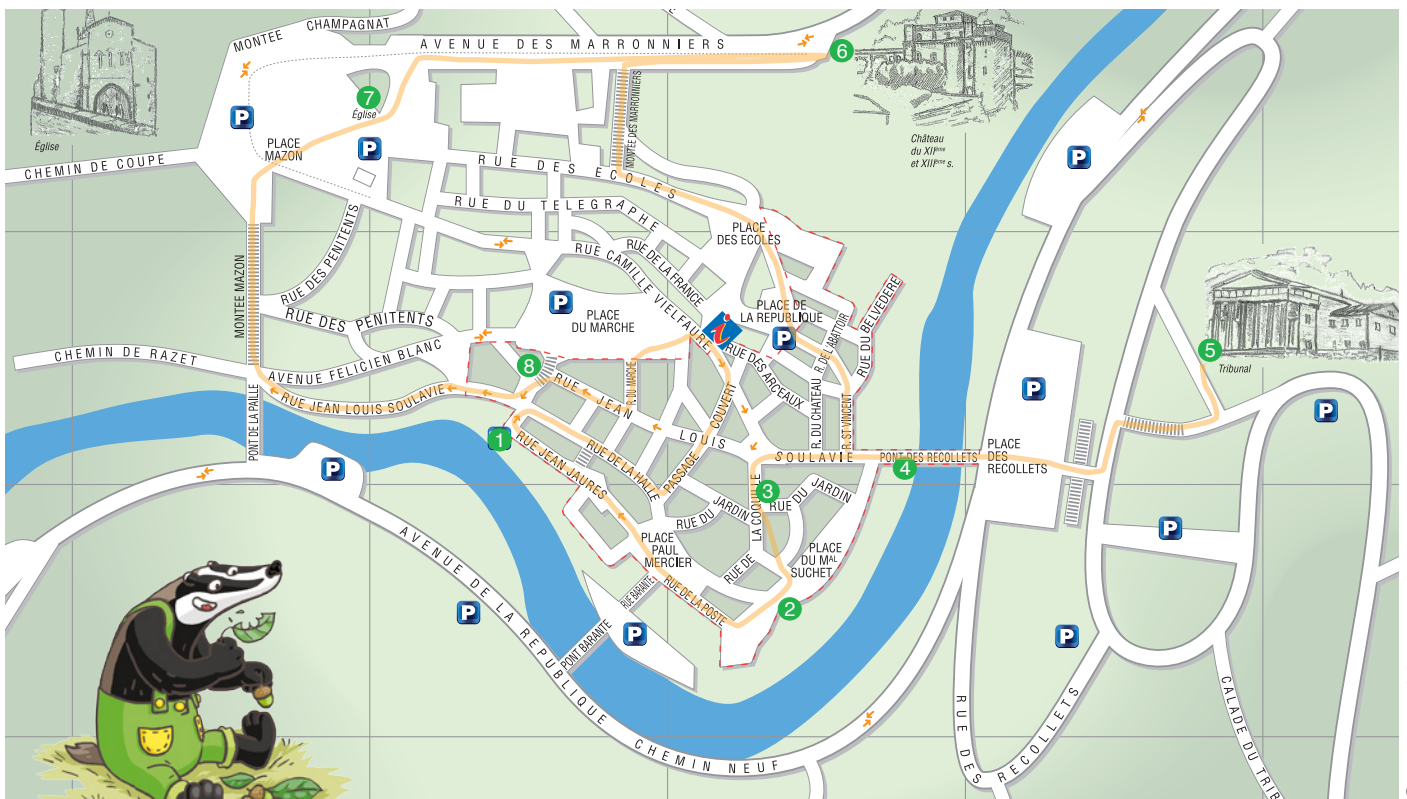 MONTEE CHAMPAGNAT
AVENUE DES MARRONNIERS
6
7
Église
Église
P
PLACE
MAZON
P
MONTÉE DES MARRONNIERS
Château
du XIème
et XIIIème s.
P
CHEMIN DE COUPE
RUE DES ECOLES
RUE DU TELEGRAPHE
PLACE
DES ECOLES
RUE DES PENITENTS
RUE DE LA FRANCE
RUE CAMILLE VIELFAURE
MONTEE MAZON
RUE DES PENITENTS
P
PLACE
DU MARCHE
i
PLACE DE
LA REPUBLIQUE
P
R. DE L'ABATTOIR
RUE DU BELVEDERE
5
Tribunal
CHEMIN DE RAZET
AVENUE FELICIEN BLANC
8
R. DU MARCHE
RUE DES ARCEAUX
R. DU CHATEAU
R. ST VINCENT
P
P
RUE JEAN LOUIS SOULAVIE
RUE JEAN LOUIS SOULAVIE
PASSAGE COUVERT
PONT DE LA PAILLE
1
RUE JEAN JAURES
RUE DE LA HALLE
PONT DES RECOLLETS
4
PLACE
DES
RECOLLETS
P
3
LA COQUILLE
RUE DU JARDIN
RUE DU JARDIN
P
PLACE
PAUL
MERCIER
RUE DE
PLACE
DU MAL
SUCHET
2
RUE BARANTE
RUE DE LA POSTE
P
P
P
PONT BARANTE
AVENUE DE LA REPUBLIQUE
CHEMIN NEUF
RUE DES RECOLLETS
CALADE DU TRIB